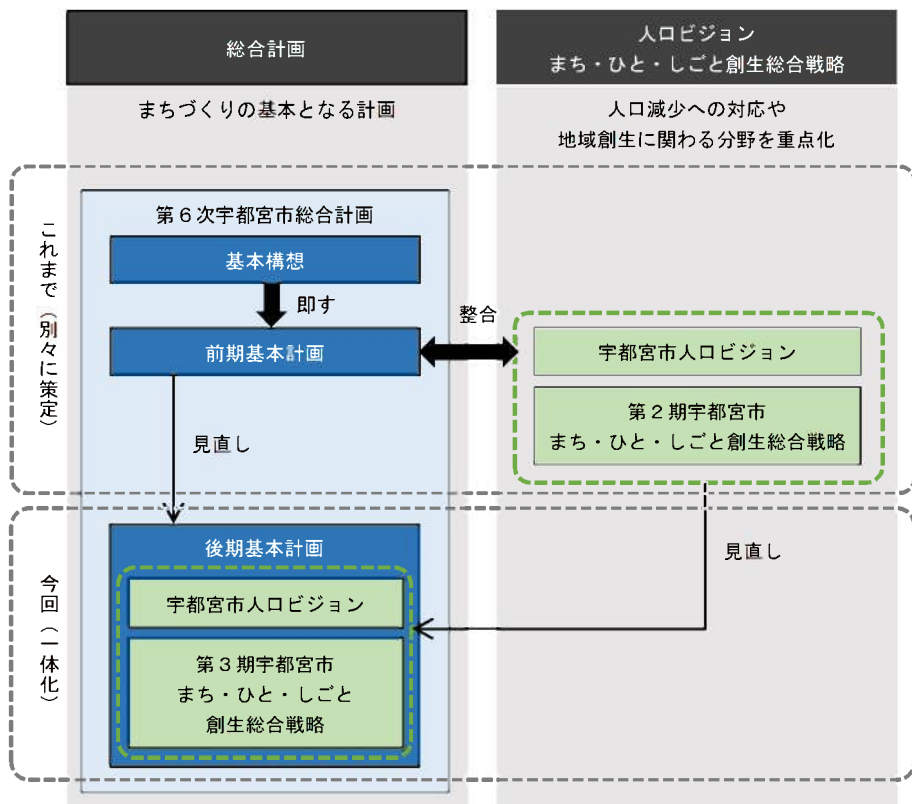 総合計画
人口ビジョン
まち・ひと・しごと創生総合戦略
まちづくりの基本となる計画
人口減少への対応や
地域創生に関わる分野を重点化
これまで（別々に策定）
第６次宇都宮市総合計画
基本構想
即す
前期基本計画
整合
宇都宮市人口ビジョン
第２期宇都宮市
まち・ひと・しごと創生総合戦略
見直し
今回（一体化）
後期基本計画
見直し
宇都宮市人口ビジョン
第３期宇都宮市
まち・ひと・しごと
創生総合戦略